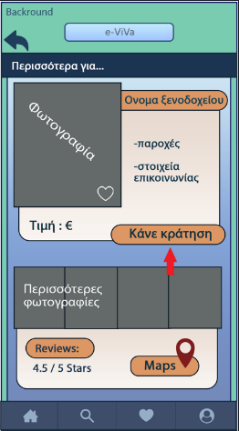 Backround
e-ViVa
Περισσότερα για...
Φωτογραφία
Ονομα ξενοδοχείου
-παροχές
-στοιχεία
επικοινωνίας
Τιμή : €
Κάνε κράτηση
Περισσότερες
φωτογραφίες
Reviews:
4.5 / 5 Stars
Maps